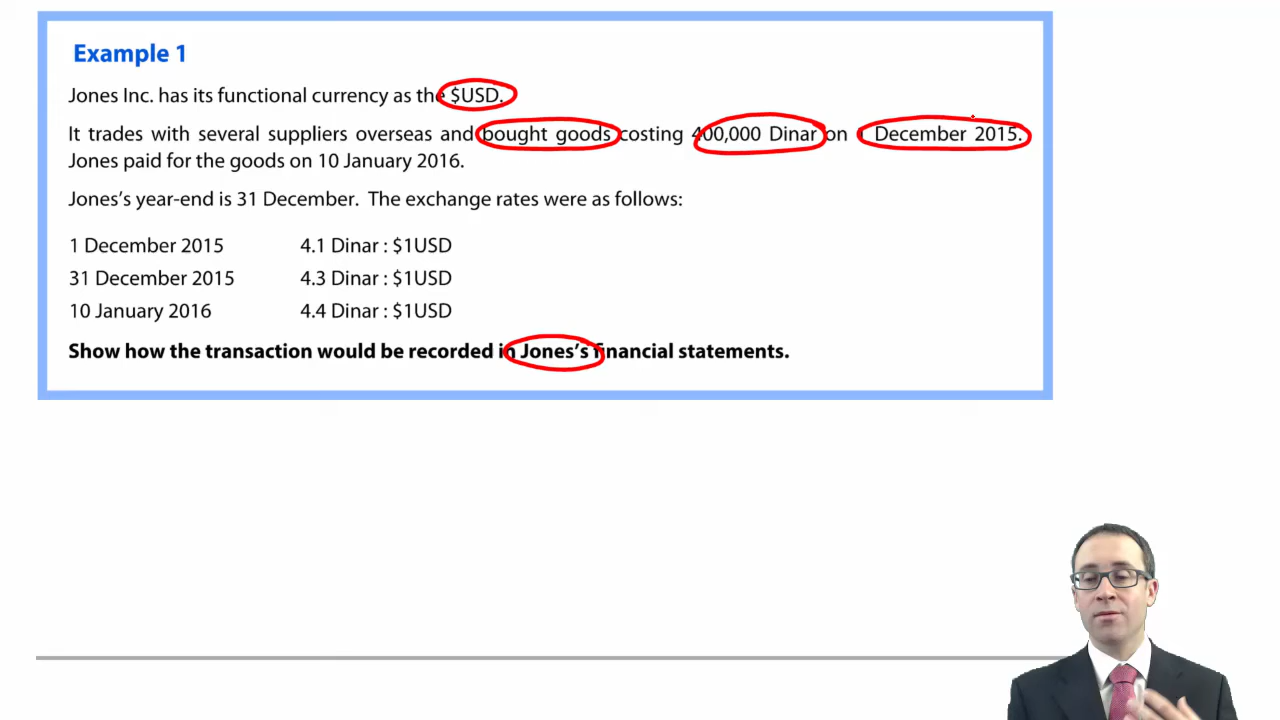 Example 1
Jones Inc. has its functional currency as the $USD.
It trades with several suppliers overseas and bought goods costing 400,000 Dinar on 1 December 2015.
Jones paid for the goods on 10 January 2016.
Jones's year-end is 31 December. The exchange rates were as follows:
1 December 2015 4.1 Dinar : $1USD
31 December 2015 4.3 Dinar : $1USD
10 January 2016 4.4 Dinar : $1USD
Show how the transaction would be recorded in Jones's financial statements.